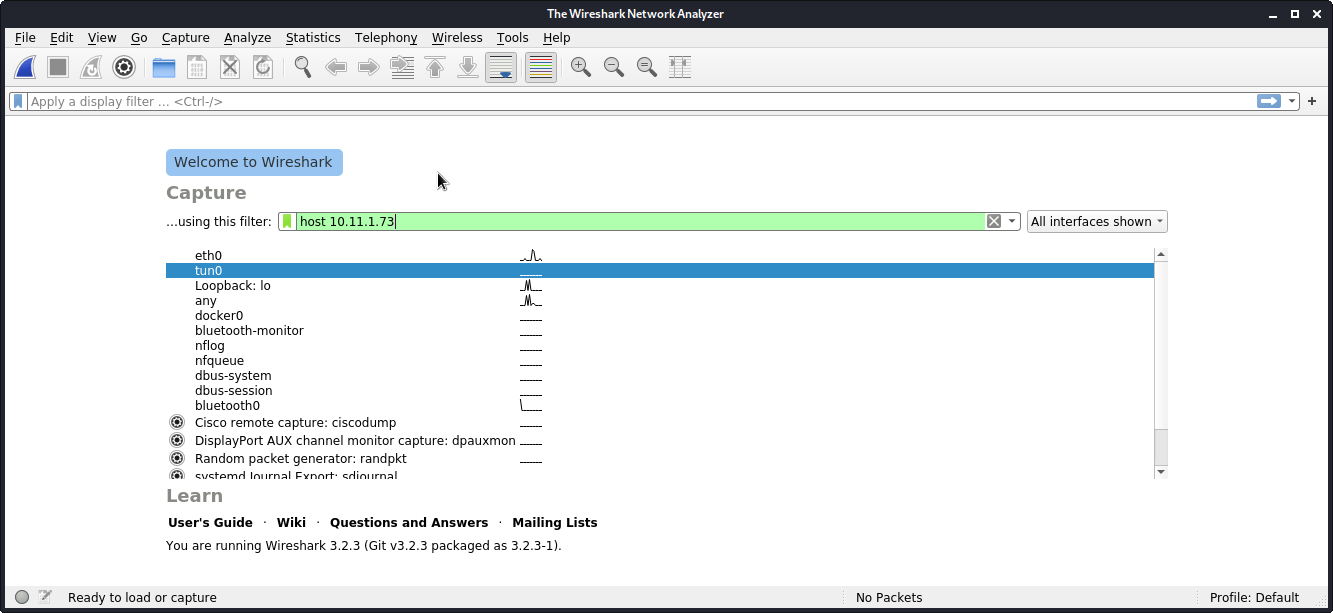 The Wireshark Network Analyzer
File Edit View Go Capture Analyze Statistics Telephony Wireless Tools Help
Apply a display filter ... <Ctrl-/>
+
Welcome to Wireshark
Capture
...using this filter: host 10.11.1.73 All interfaces shown
eth0
tun0
Loopback: lo
any
docker0
bluetooth-monitor
nflog
nfqueue
dbus-system
dbus-session
bluetooth0
Cisco remote capture: ciscodump
DisplayPort AUX channel monitor capture: dpauxmon
Random packet generator: randpkt
systemd Journal Export: sdjournal
Learn
User's Guide · Wiki · Questions and Answers · Mailing Lists
You are running Wireshark 3.2.3 (Git v3.2.3 packaged as 3.2.3-1).
Ready to load or capture No Packets Profile: Default